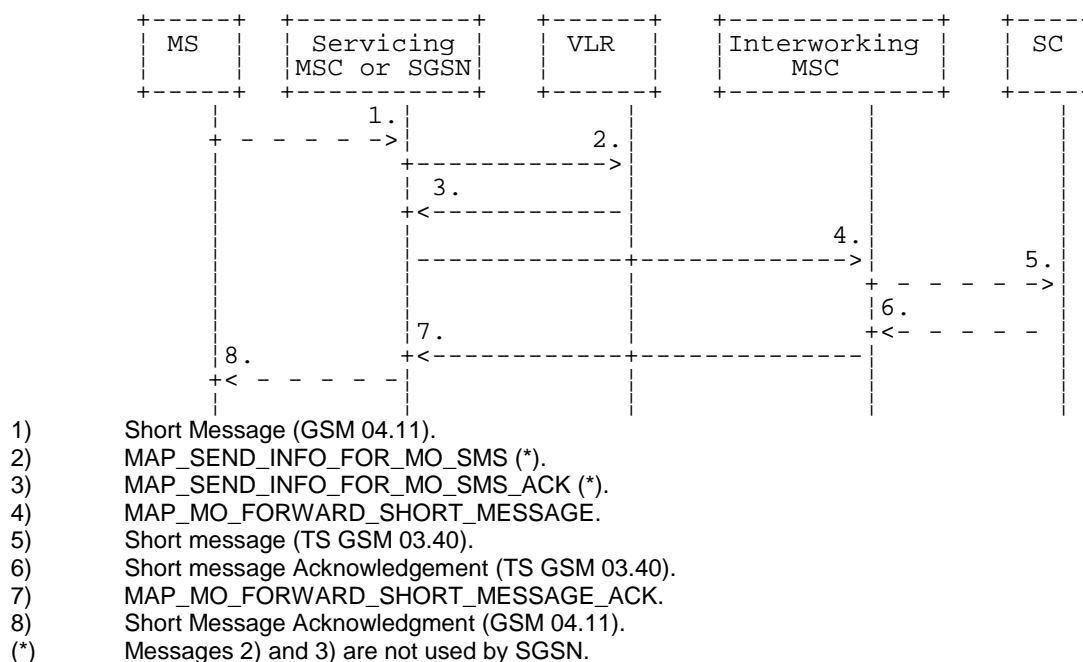 MS Servicing VLR Interworking SC
MSC or SGSN MSC
1.
2.
3.
4.
5.
6.
7.
8.
1) Short Message (GSM 04.11).
2) MAP_SEND_INFO_FOR_MO_SMS (*).
3) MAP_SEND_INFO_FOR_MO_SMS_ACK (*).
4) MAP_MO_FORWARD_SHORT_MESSAGE.
5) Short message (TS GSM 03.40).
6) Short message Acknowledgement (TS GSM 03.40).
7) MAP_MO_FORWARD_SHORT_MESSAGE_ACK.
8) Short Message Acknowledgment (GSM 04.11).
(*) Messages 2) and 3) are not used by SGSN.